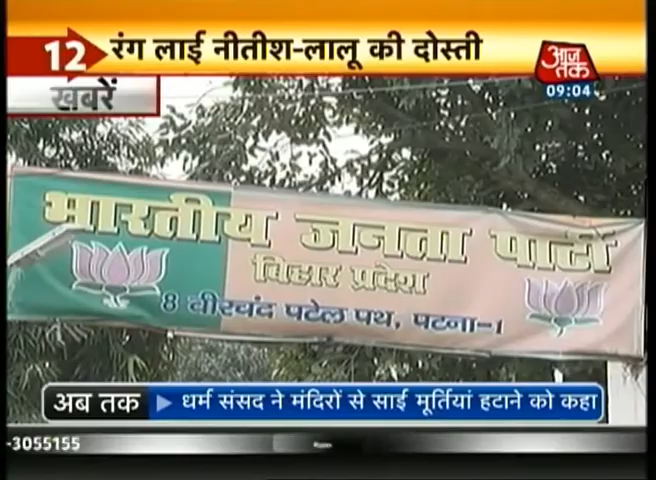 12
खबरें
रंग लाई नीतीश-लालू की दोस्ती
आज तक
09:04
भारतीय जनता पार्टी
बिहार प्रदेश
8 वीरचंद पटेल पथ, पटना-1
अब तक
धर्म संसद ने मंदिरों से साईं मूर्तियां हटाने को कहा
-3055155